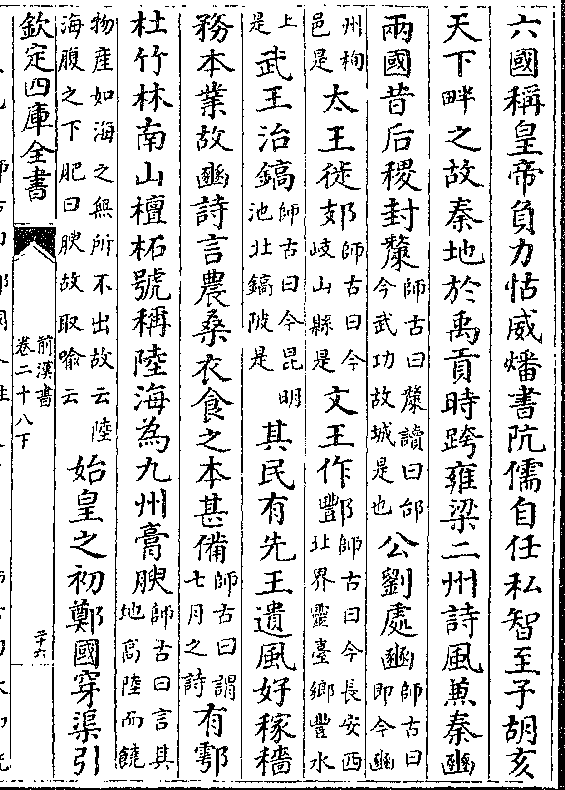 六國稱皇帝負力怙威燔書阬儒自任私智至子胡亥
天下畔之故秦地於禹貢時跨雍梁二州詩風兼秦豳
兩國昔后稷封斄師古曰斄讀曰邰今武功故城是也公劉處豳師古曰即今豳
州栒邑是太王徙𨙸師古曰今岐山縣是文王作酆師古曰今長安西北界靈臺鄉豐水
上是武王治鎬師古曰今昆明池北鎬陂是其民有先王遺風好稼穡
務本業故豳詩言農桑衣食之本甚備師古曰謂七月之詩有鄠
杜竹林南山檀柘號稱陸海為九州膏腴師古曰言其地高陸而饒
物產如海之無所不出故云陸海腹之下肥曰腴故取喻云始皇之初鄭國穿渠引
欽定四庫全書
前漢書
卷二十八下